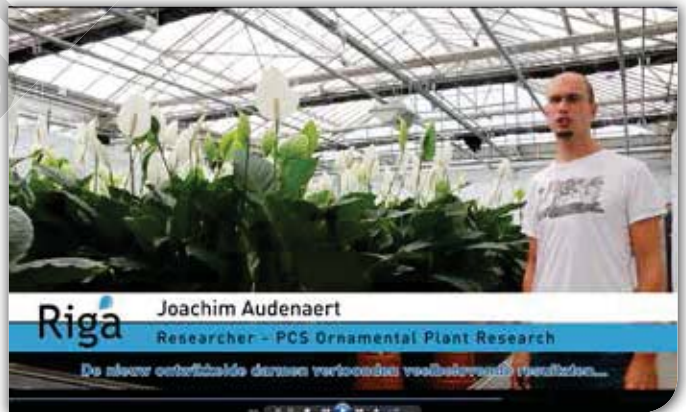 Riga
Joachim Audenaert
Researcher - PCS Ornamental Plant Research
De nieuw ontwikkelde darmen vertoonden veelbelovende resultaten...